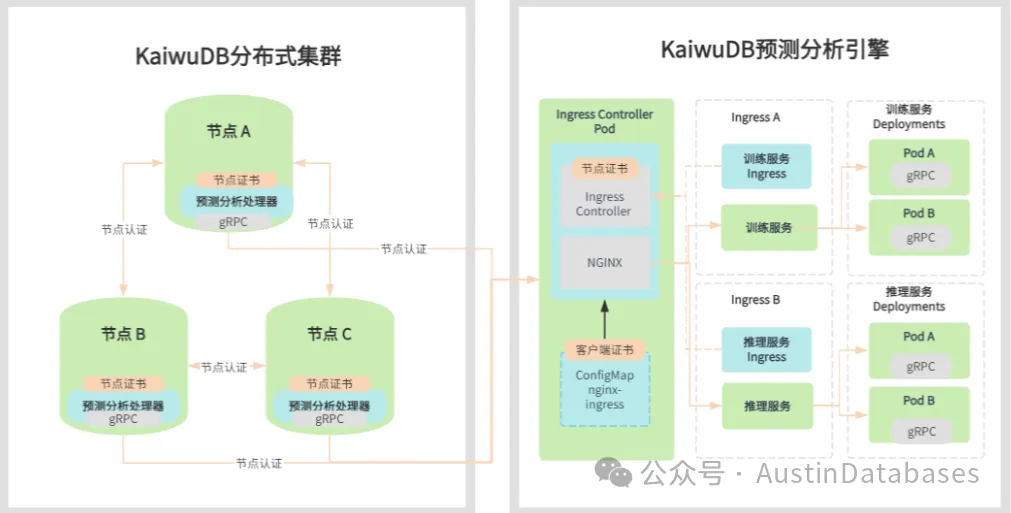 KaiwuDB分布式集群
节点 A
节点证书
预测分析处理器
gRPC
节点认证
节点认证
节点认证
节点 B
节点证书
预测分析处理器
gRPC
节点认证
节点 C
节点证书
预测分析处理器
gRPC
节点认证
KaiwuDB预测分析引擎
Ingress Controller
Pod
节点证书
Ingress
Controller
NGINX
客户端证书
ConfigMap
nginx-
ingress
Ingress A
训练服务
Ingress
训练服务
训练服务
Deployments
Pod A
gRPC
Pod B
gRPC
Ingress B
推理服务
Ingress
推理服务
推理服务
Deployments
Pod A
gRPC
Pod B
gRPC
公众号 · AustinDatabases